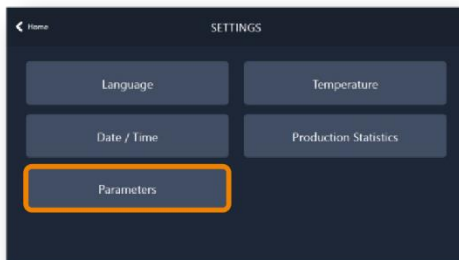 Home
SETTINGS
Language
Temperature
Date / Time
Production Statistics
Parameters